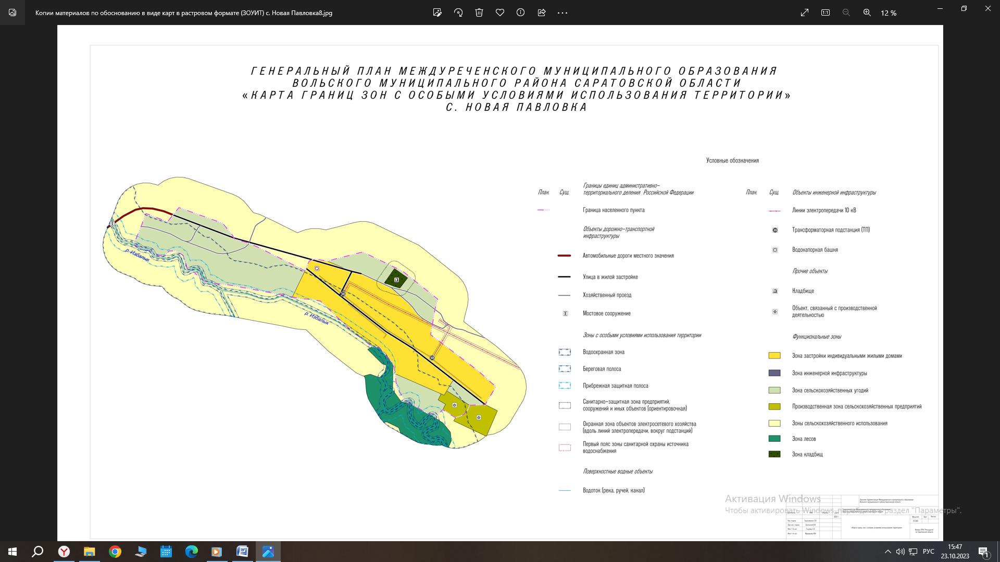 Копии материалов по обоснованию в виде карт в растровом формате (ЗОУИТ) с. Новая Павловка8.jpg
12 %
ГЕНЕРАЛЬНЫЙ ПЛАН МЕЖДУРЕЧЕНСКОГО МУНИЦИПАЛЬНОГО ОБРАЗОВАНИЯ
ВОЛЬСКОГО МУНИЦИПАЛЬНОГО РАЙОНА САРАТОВСКОЙ ОБЛАСТИ
«КАРТА ГРАНИЦ ЗОН С ОСОБЫМИ УСЛОВИЯМИ ИСПОЛЬЗОВАНИЯ ТЕРРИТОРИИ»
С. НОВАЯ ПАВЛОВКА
р. Избалык
р. Избалык
Условные обозначения
План. Сущ. Границы единиц административно-
территориального деления Российской Федерации
Граница населенного пункта
Объекты дорожно-транспортной
инфраструктуры
Автомобильные дороги местного значения
Улица в жилой застройке
Хозяйственный проезд
Мостовое сооружение
Зоны с особыми условиями использования территории
Водоохранная зона
Береговая полоса
Прибрежная защитная полоса
Санитарно-защитная зона предприятий,
сооружений и иных объектов (ориентировочная)
Охранная зона объектов электросетевого хозяйства
(вдоль линий электропередачи, вокруг подстанций)
Первый пояс зоны санитарной охраны источника
водоснабжения
Поверхностные водные объекты
Водоток (река, ручей, канал)
План. Сущ. Объекты инженерной инфраструктуры
Линии электропередачи 10 кВ
Трансформаторная подстанция (ТП)
Водонапорная башня
Прочие объекты
Кладбище
Объект, связанный с производственной
деятельностью
Функциональные зоны
Зона застройки индивидуальными жилыми домами
Зона инженерной инфраструктуры
Зона сельскохозяйственных угодий
Производственная зона сельскохозяйственных предприятий
Зоны сельскохозяйственного использования
Зона лесов
Зона кладбищ
Активация Windows
Чтобы активировать Windows, перейдите в раздел "Параметры".
РУС
15:47
23.10.2023
1